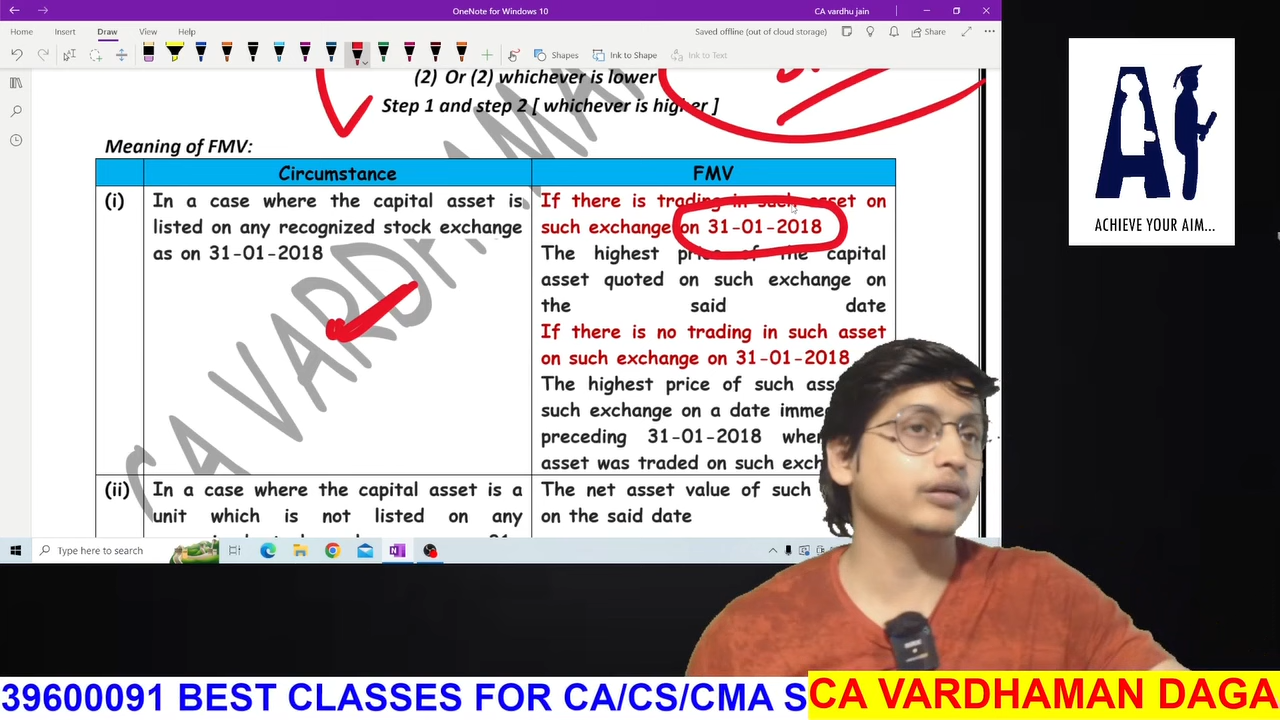 OneNote for Windows 10
CA vardhu jain
Home Insert Draw View Help
Saved offline (out of cloud storage) Share
Shapes Ink to Shape Ink to Text
(2) Or (2) whichever is lower
Step 1 and step 2 [ whichever is higher ]
Meaning of FMV:
Circumstance FMV
(i) In a case where the capital asset is
listed on any recognized stock exchange
as on 31-01-2018
If there is trading in such asset on
such exchange on 31-01-2018
The highest price of the capital
asset quoted on such exchange on
the said date
If there is no trading in such asset
on such exchange on 31-01-2018
The highest price of such
such exchange on a date
preceding 31-01-2018
asset was traded on such
(ii) In a case where the capital asset is a
unit which is not listed on any
The net asset value of such
on the said date
CA VARDHAMA
Type here to search
ACHIEVE YOUR AIM...
39600091 BEST CLASSES FOR CA/CS/CMA S
CA VARDHAMAN DAGA